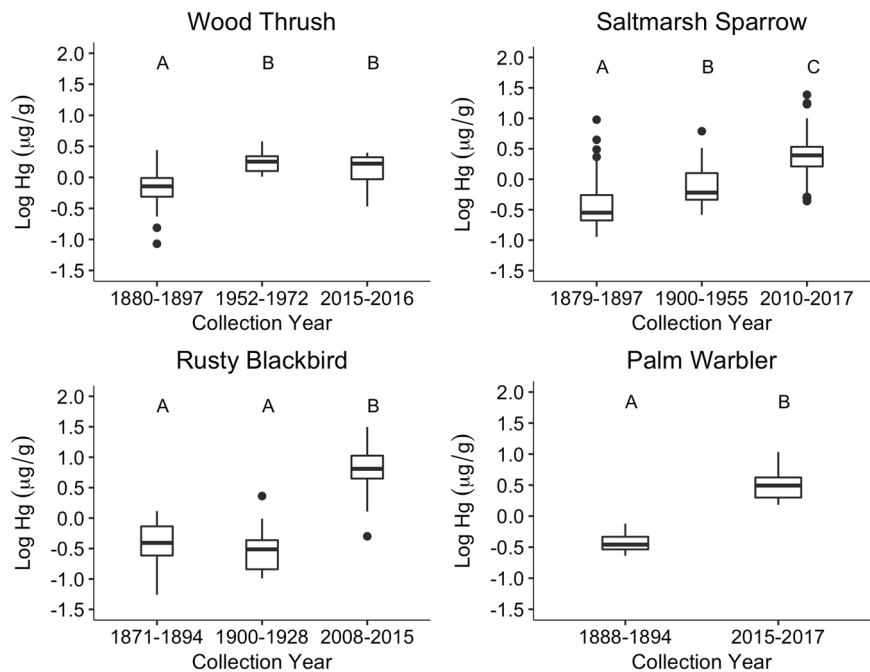 Wood Thrush
Log Hg (µg/g)
2.0
1.5
1.0
0.5
0.0
-0.5
-1.0
-1.5
A B B
1880-1897 1952-1972 2015-2016
Collection Year
Saltmarsh Sparrow
Log Hg (µg/g)
2.0
1.5
1.0
0.5
0.0
-0.5
-1.0
-1.5
A B C
1879-1897 1900-1955 2010-2017
Collection Year
Rusty Blackbird
Log Hg (µg/g)
2.0
1.5
1.0
0.5
0.0
-0.5
-1.0
-1.5
A A B
1871-1894 1900-1928 2008-2015
Collection Year
Palm Warbler
Log Hg (µg/g)
2.0
1.5
1.0
0.5
0.0
-0.5
-1.0
-1.5
A B
1888-1894 2015-2017
Collection Year